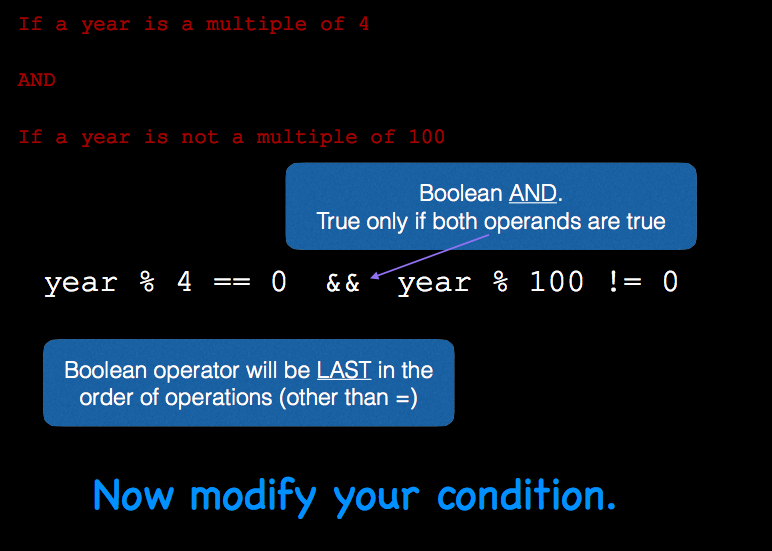 If a year is a multiple of 4
AND
If a year is not a multiple of 100
Boolean AND.
True only if both operands are true
year % 4 == 0 && year % 100 != 0
Boolean operator will be LAST in the
order of operations (other than =)
Now modify your condition.